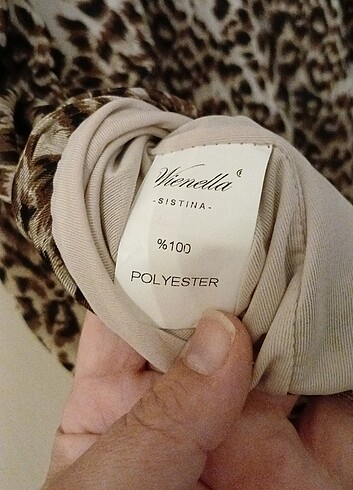 Vienella
-SISTINA-
%100
POLYESTER